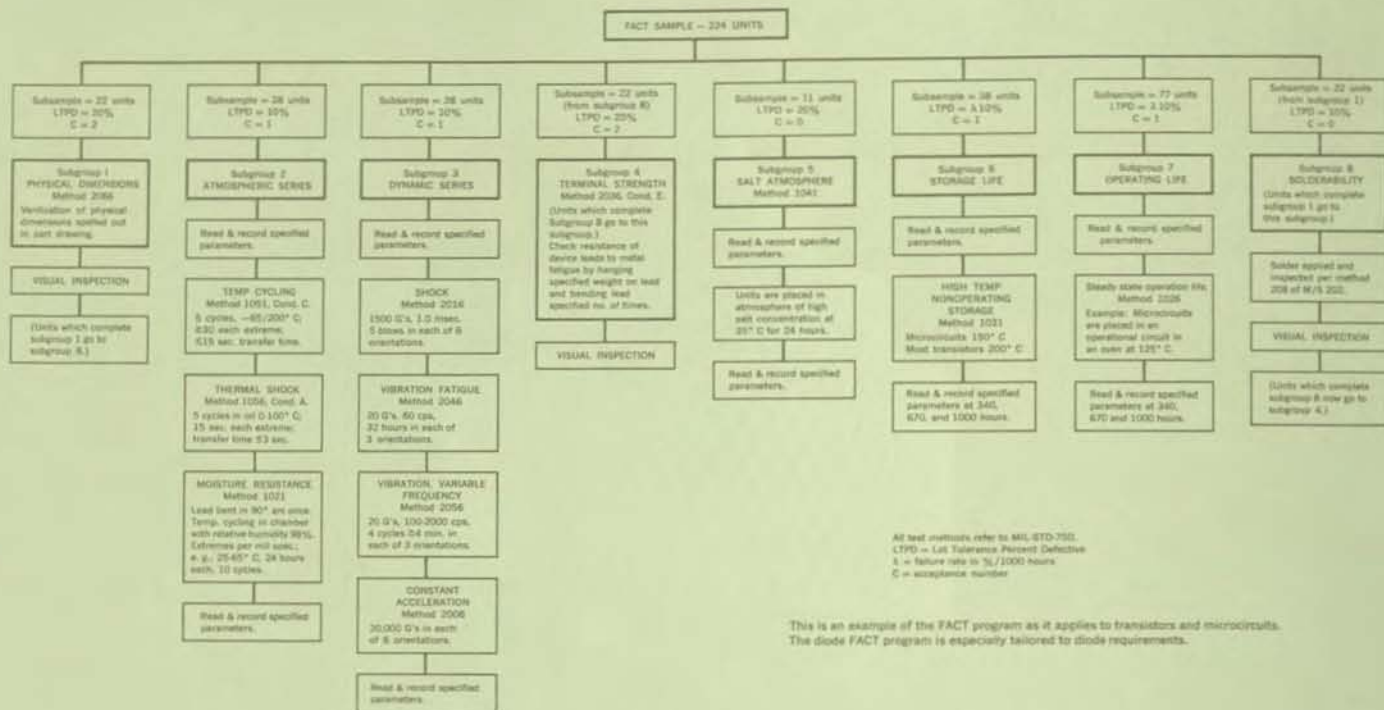 FACT SAMPLE — 224 UNITS
Subsample = 22 units
LTPD = 20%
C = 2
Subgroup 1
PHYSICAL DIMENSIONS
Method 2066
Verification of physical
dimensions spelled out
in part drawing.
VISUAL INSPECTION
(Units which complete
subgroup 1 go to
subgroup 8.)
Subsample = 28 units
LTPD = 10%
C = 1
Subgroup 2
ATMOSPHERIC SERIES
Read & record specified
parameters.
TEMP CYCLING
Method 1051, Cond. C.
5 cycles, —65/200° C;
each extreme;
sec. transfer time.
THERMAL SHOCK
Method 1056, Cond. A.
5 cycles in oil 0-100° C;
15 sec. each extreme;
transfer time ≤3 sec.
MOISTURE RESISTANCE
Method 1021
Lead bent in 90° arc once.
Temp. cycling in chamber
with relative humidity 98%.
Extremes per mil spec.;
e. g., 25-65° C, 24 hours
each, 10 cycles.
Read & record specified
parameters.
Subsample = 28 units
LTPD = 10%
C = 1
Subgroup 3
DYNAMIC SERIES
Read & record specified
parameters.
SHOCK
Method 2016
1500 G's, 1.0 msec.
5 blows in each of 6
orientations.
VIBRATION FATIGUE
Method 2046
20 G's, 60 cps,
32 hours in each of
3 orientations.
VIBRATION, VARIABLE
FREQUENCY
Method 2056
20 G's, 100-2000 cps,
4 cycles ≥4 min. in
each of 3 orientations.
CONSTANT
ACCELERATION
Method 2006
20,000 G's in each
of 6 orientations.
Read & record specified
parameters.
Subsample = 22 units
(from subgroup 8)
LTPD = 20%
C = 2
Subgroup 4
TERMINAL STRENGTH
Method 2036, Cond. E.
(Units which complete
Subgroup 8 go to this
subgroup.)
Check resistance of
device leads to metal
fatigue by hanging
specified weight on lead
and bending lead
specified no. of times.
VISUAL INSPECTION
Subsample = 11 units
LTPD = 20%
C = 0
Subgroup 5
SALT ATMOSPHERE
Method 1041
Read & record specified
parameters.
Units are placed in
atmosphere of high
salt concentration at
35° C for 24 hours.
Read & record specified
parameters.
Subsample = 38 units
LTPD = λ 10%
C = 1
Subgroup 6
STORAGE LIFE
Read & record specified
parameters.
HIGH TEMP
NONOPERATING
STORAGE
Method 1031
Microcircuits 150° C
Most transistors 200° C
Read & record specified
parameters at 340,
670, and 1000 hours.
Subsample = 77 units
LTPD = λ 10%
C = 1
Subgroup 7
OPERATING LIFE
Read & record specified
parameters.
Steady state operation life.
Method 1026
Example: Microcircuits
are placed in an
operational circuit in
an oven at 125° C.
Read & record specified
parameters at 340,
670 and 1000 hours.
Subsample = 22 units
(from subgroup 1)
LTPD = 10%
C = 0
Subgroup 8
SOLDERABILITY
(Units which complete
subgroup 1 go to
this subgroup.)
Solder applied and
inspected per method
208 of M/S 202.
VISUAL INSPECTION
(Units which complete
subgroup 8 now go to
subgroup 4.)
All test methods refer to MIL-STD-750.
LTPD = Lot Tolerance Percent Defective
λ = failure rate in %/1000 hours
C = acceptance number
This is an example of the FACT program as it applies to transistors and microcircuits.
The diode FACT program is especially tailored to diode requirements.